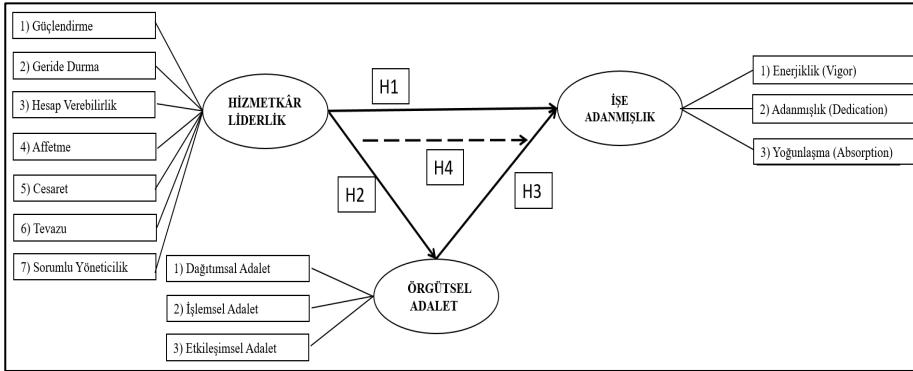 1) Güçlendirme
2) Geride Durma
3) Hesap Verebilirlik
4) Affetme
5) Cesaret
6) Tevazu
7) Sorumlu Yöneticilik
HİZMETKÂR
LİDERLİK
H1
H4
H2
H3
İŞE
ADANMIŞLIK
1) Enerjiklik (Vigor)
2) Adanmışlık (Dedication)
3) Yoğunlaşma (Absorption)
1) Dağıtımsal Adalet
2) İşlemsel Adalet
3) Etkileşimsel Adalet
ÖRGÜTSEL
ADALET